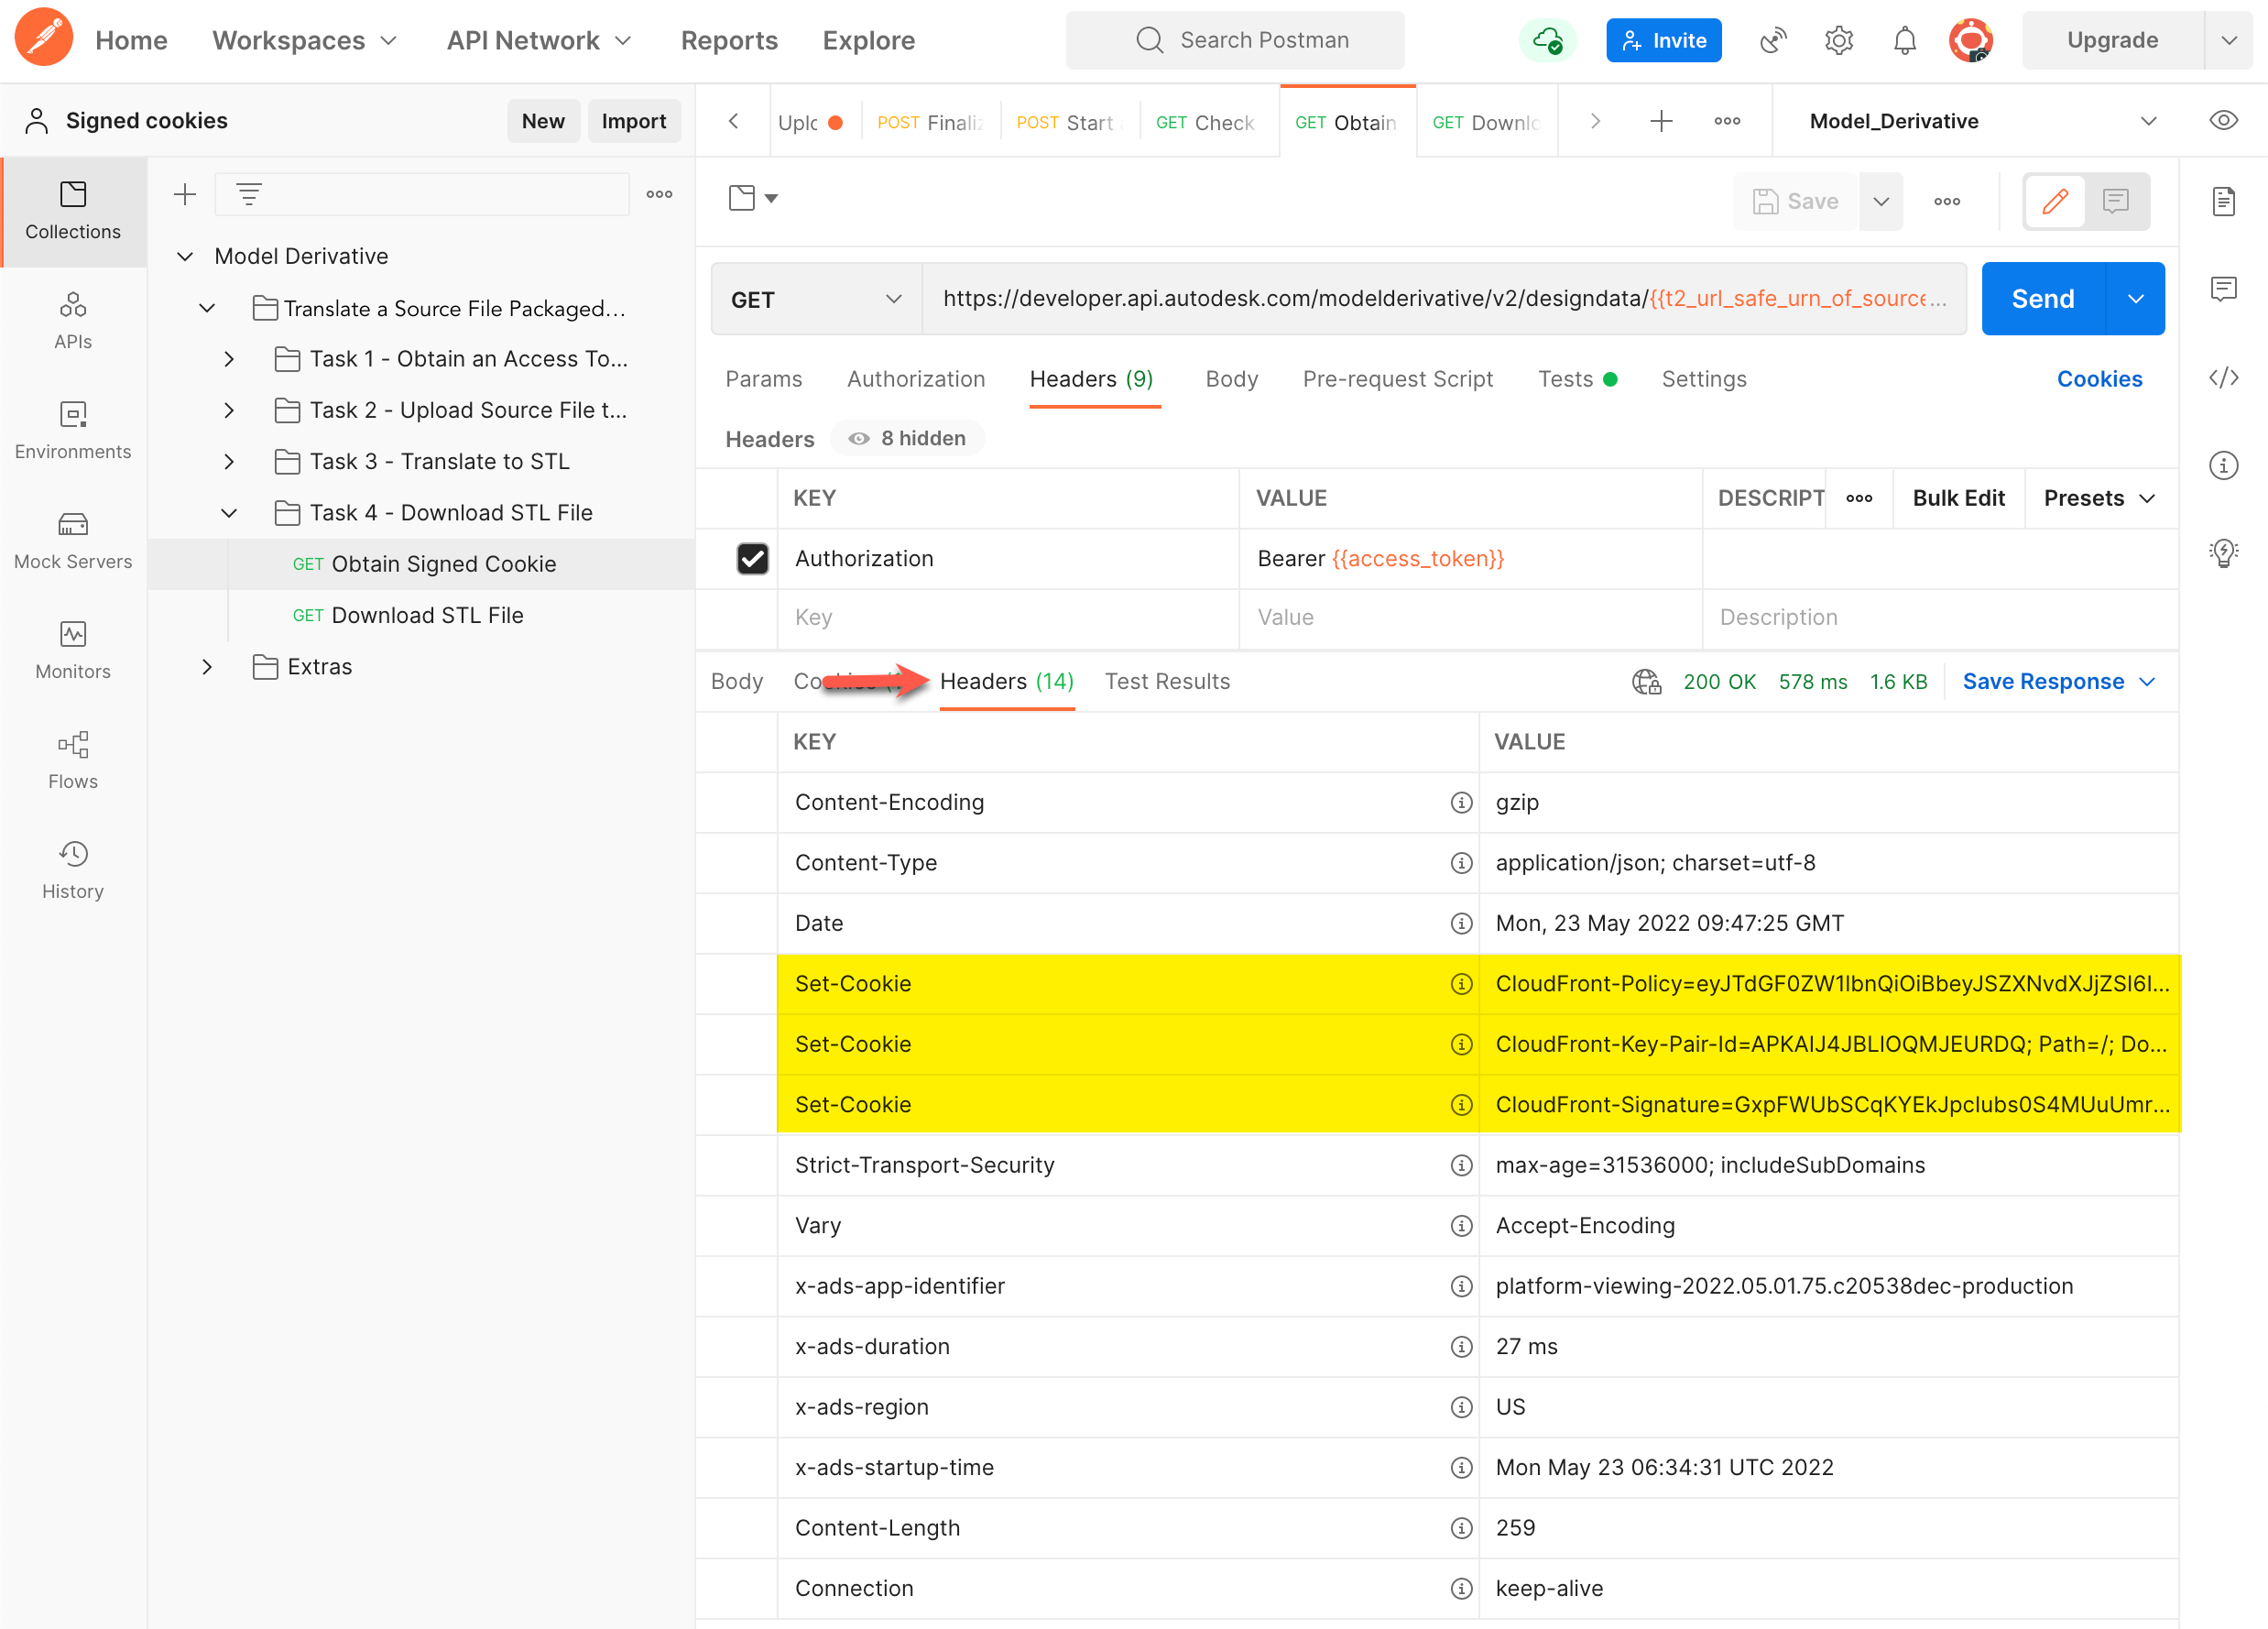 Home Workspaces API Network Reports Explore Search Postman Invite Upgrade
Signed cookies New Import Uplo POST Finaliz POST Start GET Check GET Obtain GET Downlo Model_Derivative
Collections
APIs
Environments
Mock Servers
Monitors
Flows
History
Model Derivative
Translate a Source File Packaged...
Task 1 - Obtain an Access To...
Task 2 - Upload Source File t...
Task 3 - Translate to STL
Task 4 - Download STL File
GET Obtain Signed Cookie
GET Download STL File
Extras
Save
GET https://developer.api.autodesk.com/modelderivative/v2/designdata/{{t2_url_safe_urn_of_source... Send
Params Authorization Headers (9) Body Pre-request Script Tests Settings Cookies
Headers 8 hidden
KEY VALUE DESCRIPT Bulk Edit Presets
Authorization Bearer {{access_token}}
Key Value Description
Body Headers (14) Test Results 200 OK 578 ms 1.6 KB Save Response
KEY VALUE
Content-Encoding gzip
Content-Type application/json; charset=utf-8
Date Mon, 23 May 2022 09:47:25 GMT
Set-Cookie CloudFront-Policy=eyJTdGF0ZW1lbnQiOiBbeyJSZXNvdXJjZSI6I...
Set-Cookie CloudFront-Key-Pair-Id=APKAIJ4JBLIOQMJEURDQ; Path=/; Do...
Set-Cookie CloudFront-Signature=GxpFWUbSCqKYEkJpclubs0S4MUuUmr...
Strict-Transport-Security max-age=31536000; includeSubDomains
Vary Accept-Encoding
x-ads-app-identifier platform-viewing-2022.05.01.75.c20538dec-production
x-ads-duration 27 ms
x-ads-region US
x-ads-startup-time Mon May 23 06:34:31 UTC 2022
Content-Length 259
Connection keep-alive